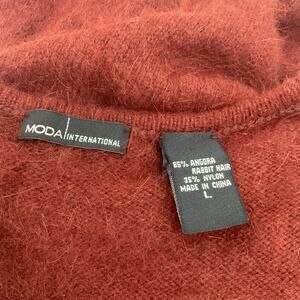 MODA INTERNATIONAL
65% ANGORA
RABBIT HAIR
35% NYLON
MADE IN CHINA
L